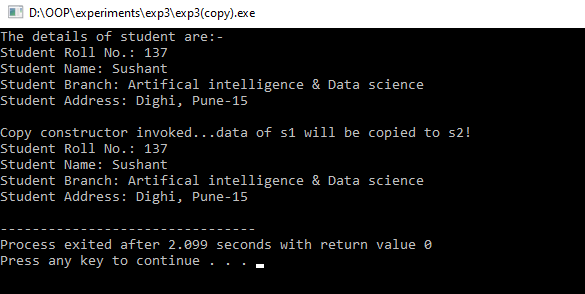 D:\OOP\experiments\exp3\exp3(copy).exe
The details of student are:-
Student Roll No.: 137
Student Name: Sushant
Student Branch: Artifical intelligence & Data science
Student Address: Dighi, Pune-15
Copy constructor invoked...data of s1 will be copied to s2!
Student Roll No.: 137
Student Name: Sushant
Student Branch: Artifical intelligence & Data science
Student Address: Dighi, Pune-15
--------------------------------
Process exited after 2.099 seconds with return value 0
Press any key to continue . . .